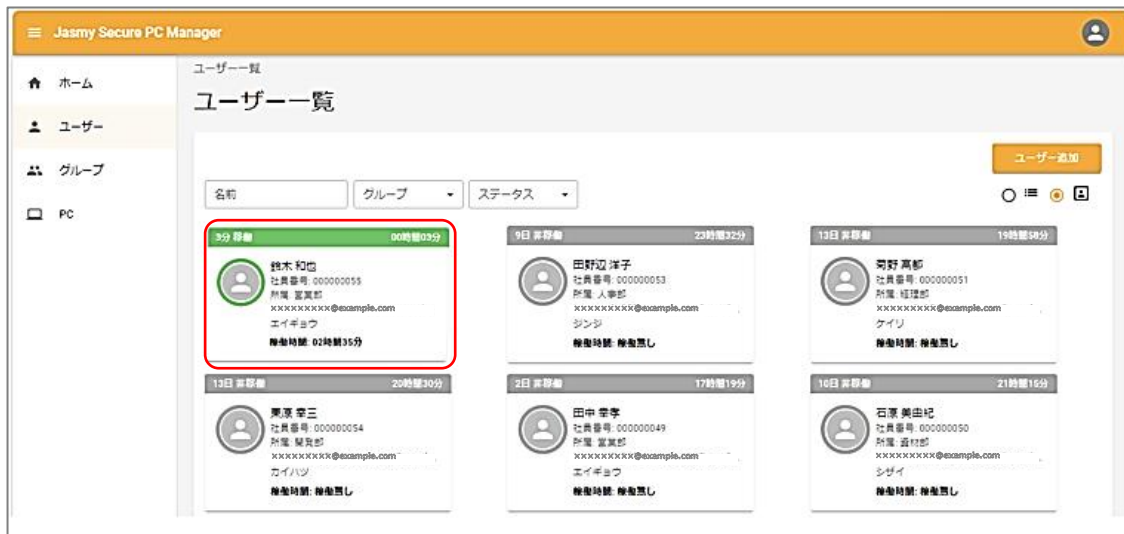 Jasmy Secure PC Manager
ホーム
ユーザー
グループ
PC
ユーザー一覧
ユーザー一覧
ユーザー追加
名前 グループ ステータス
3分 稼働 00時間03分
鈴木 和也
社員番号: 000000055
所属: 営業部
xxxxxxxxx@example.com
エイギョウ
稼働時間: 02時間35分
9日 非稼働 23時間32分
田野辺 洋子
社員番号: 000000053
所属: 人事部
xxxxxxxxx@example.com
ジンジ
稼働時間: 稼働無し
13日 非稼働 19時間58分
菊野 高都
社員番号: 000000051
所属: 経理部
xxxxxxxxx@example.com
ケイリ
稼働時間: 稼働無し
13日 非稼働 20時間30分
栗原 幸三
社員番号: 000000054
所属: 開発部
xxxxxxxxx@example.com
カイハツ
稼働時間: 稼働無し
2日 非稼働 17時間19分
田中 幸孝
社員番号: 000000049
所属: 営業部
xxxxxxxxx@example.com
エイギョウ
稼働時間: 稼働無し
10日 非稼働 21時間16分
石原 美由紀
社員番号: 000000050
所属: 資材部
xxxxxxxxx@example.com
シザイ
稼働時間: 稼働無し